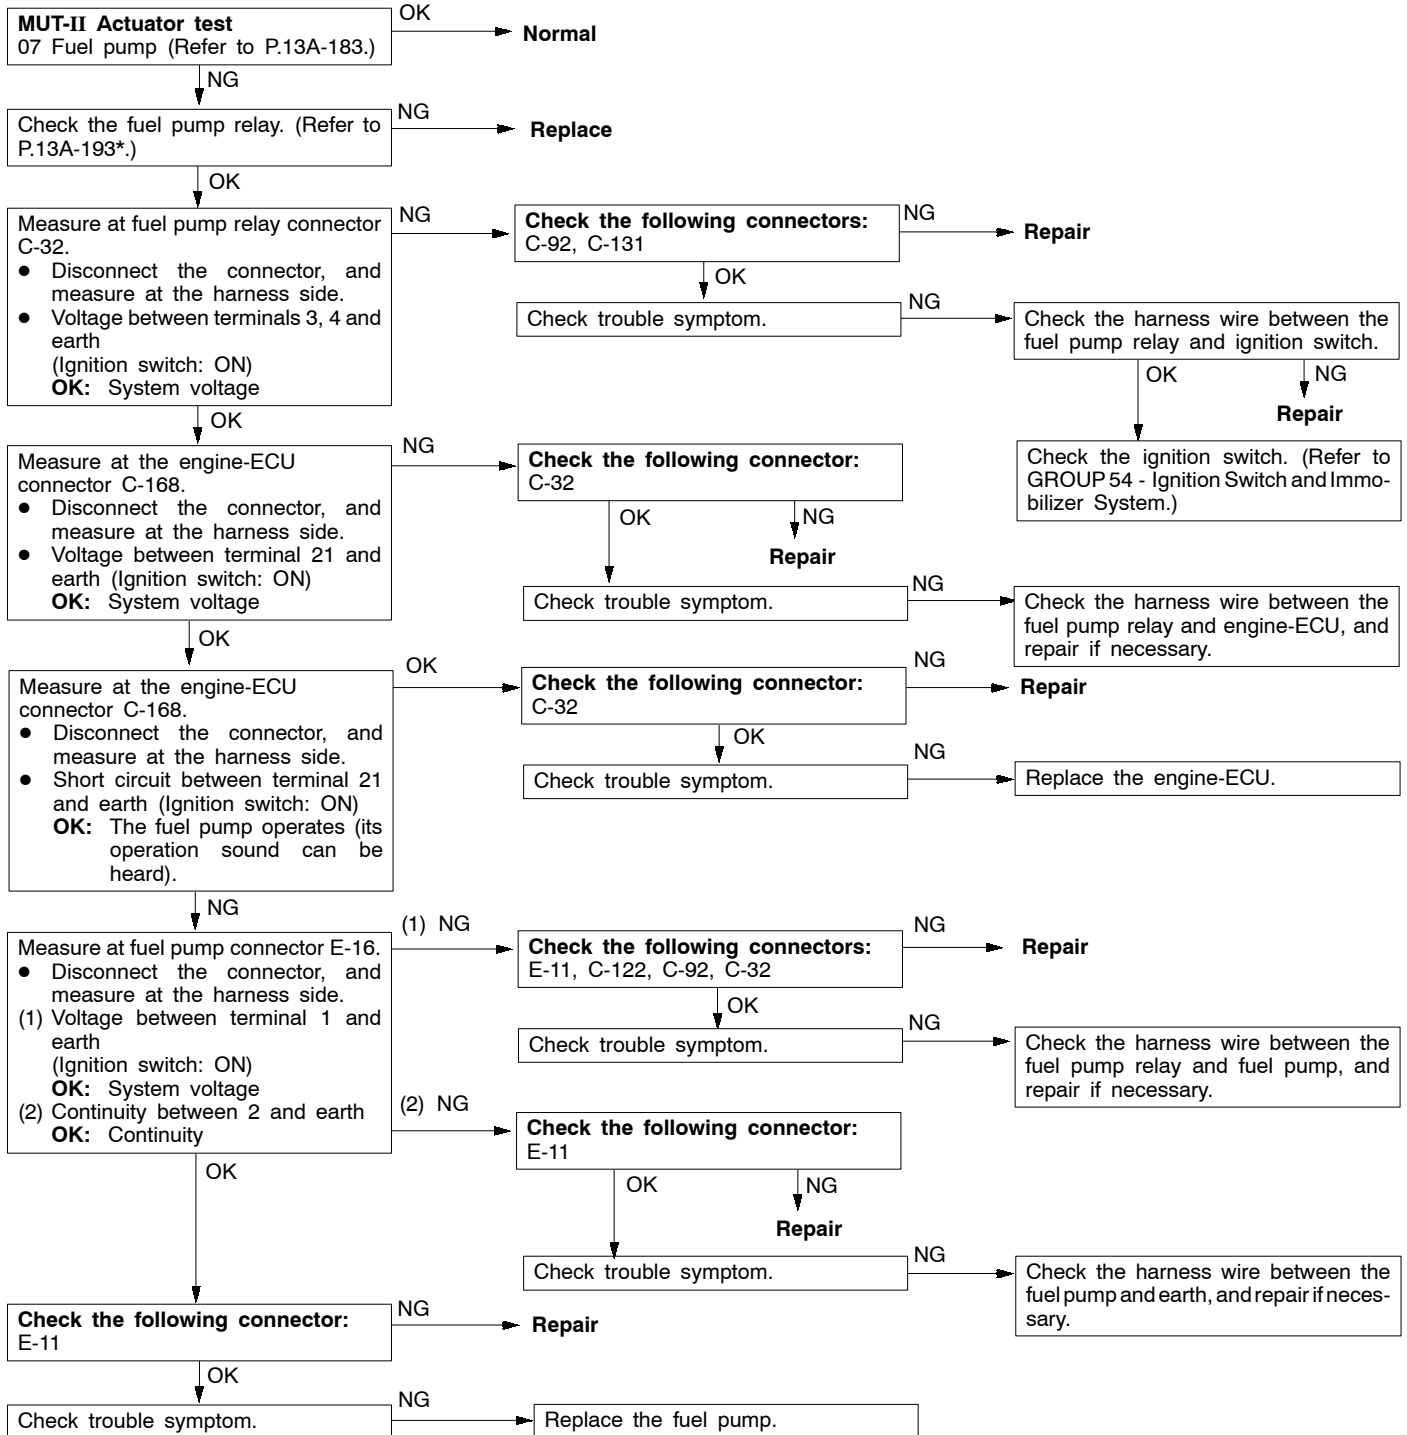 MUT-II Actuator test
07 Fuel pump (Refer to P.13A-183.)
OK
Normal
NG
Check the fuel pump relay. (Refer to
P.13A-193*.)
NG
Replace
OK
Measure at fuel pump relay connector
C-32.
● Disconnect the connector, and
measure at the harness side.
● Voltage between terminals 3, 4 and
earth
(Ignition switch: ON)
OK: System voltage
NG
Check the following connectors:
C-92, C-131
NG
Repair
OK
Check trouble symptom.
NG
Check the harness wire between the
fuel pump relay and ignition switch.
OK
NG
Repair
Check the ignition switch. (Refer to
GROUP 54 - Ignition Switch and Immo-
bilizer System.)
OK
Measure at the engine-ECU
connector C-168.
● Disconnect the connector, and
measure at the harness side.
● Voltage between terminal 21 and
earth (Ignition switch: ON)
OK: System voltage
NG
Check the following connector:
C-32
OK
NG
Repair
Check trouble symptom.
NG
Check the harness wire between the
fuel pump relay and engine-ECU, and
repair if necessary.
OK
Measure at the engine-ECU
connector C-168.
● Disconnect the connector, and
measure at the harness side.
● Short circuit between terminal 21
and earth (Ignition switch: ON)
OK: The fuel pump operates (its
operation sound can be
heard).
OK
Check the following connector:
C-32
NG
Repair
OK
Check trouble symptom.
NG
Replace the engine-ECU.
NG
Measure at fuel pump connector E-16.
● Disconnect the connector, and
measure at the harness side.
(1) Voltage between terminal 1 and
earth
(Ignition switch: ON)
OK: System voltage
(2) Continuity between 2 and earth
OK: Continuity
(1) NG
Check the following connectors:
E-11, C-122, C-92, C-32
NG
Repair
OK
Check trouble symptom.
NG
Check the harness wire between the
fuel pump relay and fuel pump, and
repair if necessary.
(2) NG
Check the following connector:
E-11
OK
NG
Repair
Check trouble symptom.
NG
Check the harness wire between the
fuel pump and earth, and repair if neces-
sary.
OK
Check the following connector:
E-11
NG
Repair
OK
Check trouble symptom.
NG
Replace the fuel pump.